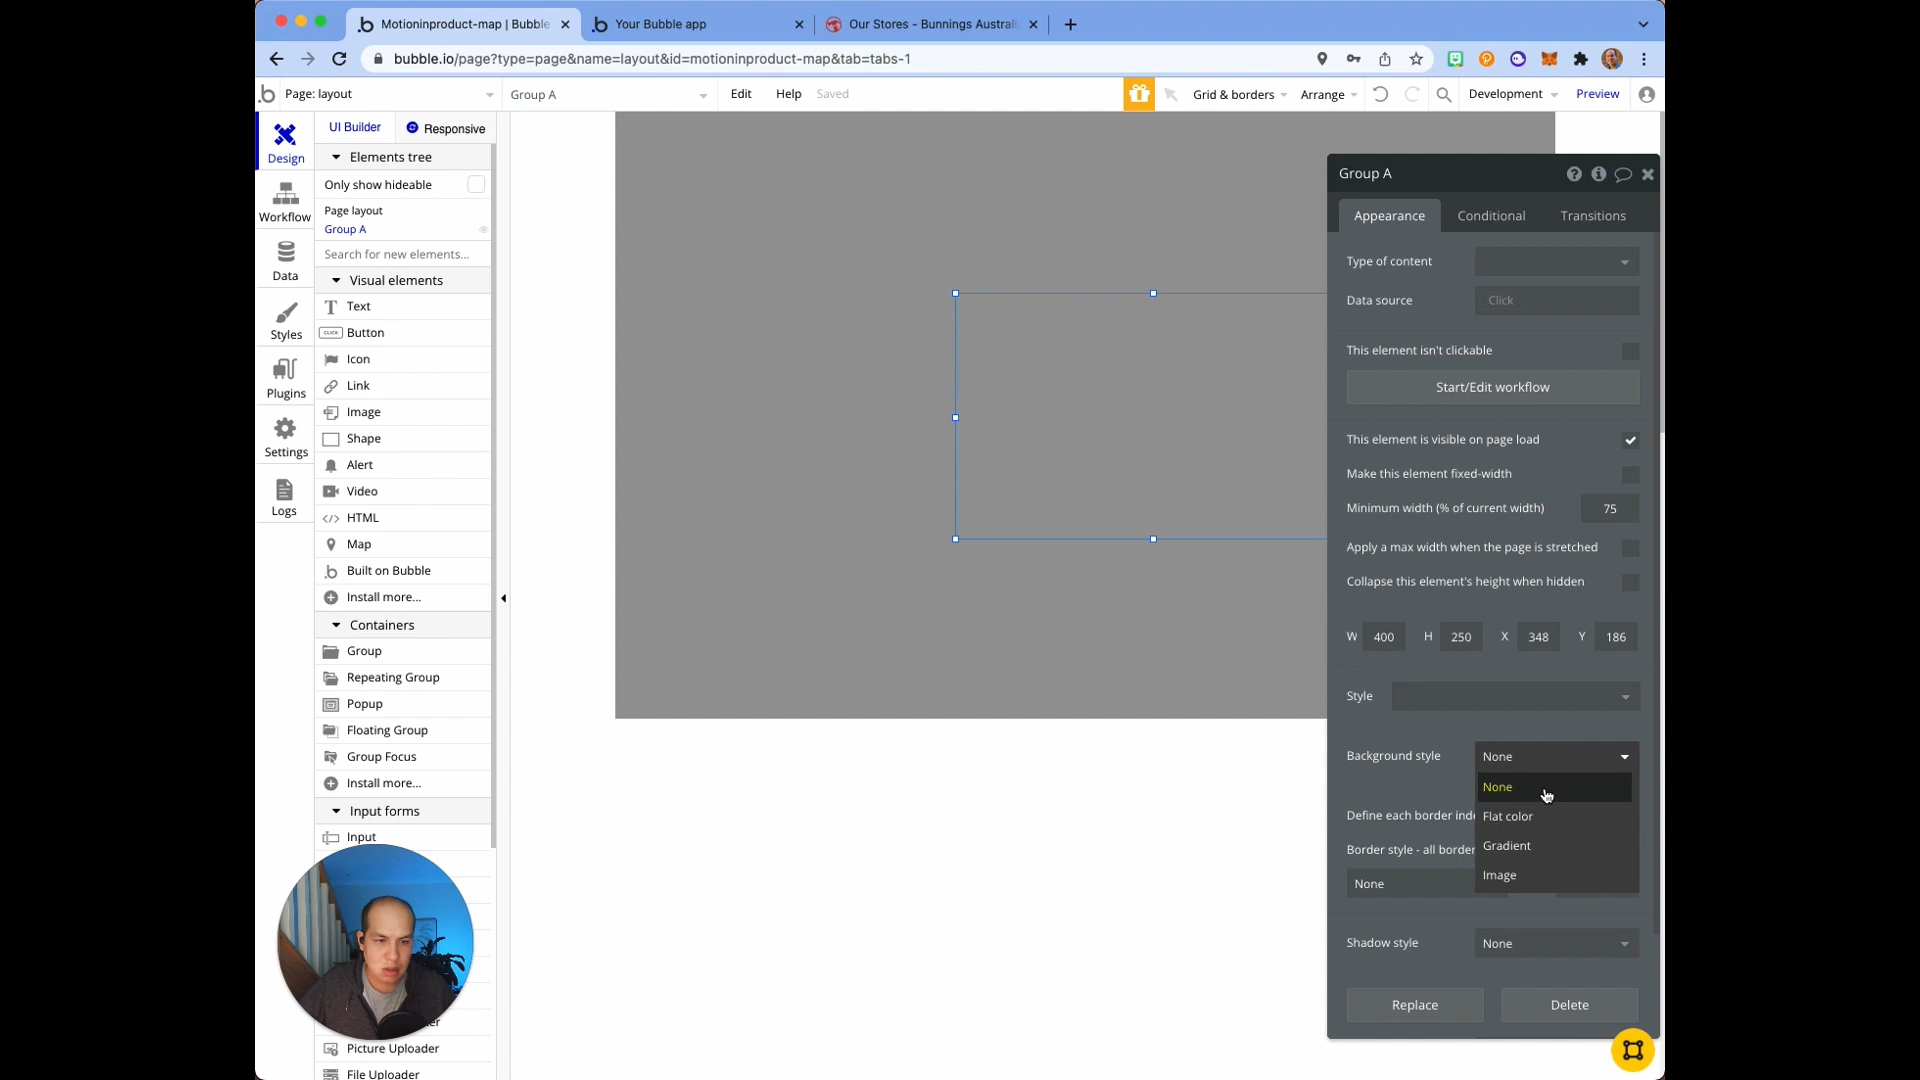 Motioninproduct-map | Bubble
Your Bubble app
Our Stores - Bunnings Australi
bubble.io/page?type=page&name=layout&id=motioninproduct-map&tab=tabs-1
Page: layout
Group A
Edit
Help
Saved
Grid & borders
Arrange
Development
Preview
UI Builder
Responsive
Design
Workflow
Data
Styles
Plugins
Settings
Logs
Elements tree
Only show hideable
Page layout
Group A
Search for new elements...
Visual elements
Text
CLICK
Button
Icon
Link
Image
Shape
Alert
Video
HTML
Map
Built on Bubble
Install more...
Containers
Group
Repeating Group
Popup
Floating Group
Group Focus
Install more...
Input forms
Input
Picture Uploader
File Uploader
Group A
Appearance
Conditional
Transitions
Type of content
Data source
Click
This element isn't clickable
Start/Edit workflow
This element is visible on page load
Make this element fixed-width
Minimum width (% of current width)
75
Apply a max width when the page is stretched
Collapse this element's height when hidden
W 400 H 250 X 348 Y 186
Style
Background style
None
None
Flat color
Gradient
Image
Define each border ind
Border style - all border
None
Shadow style
None
Replace
Delete